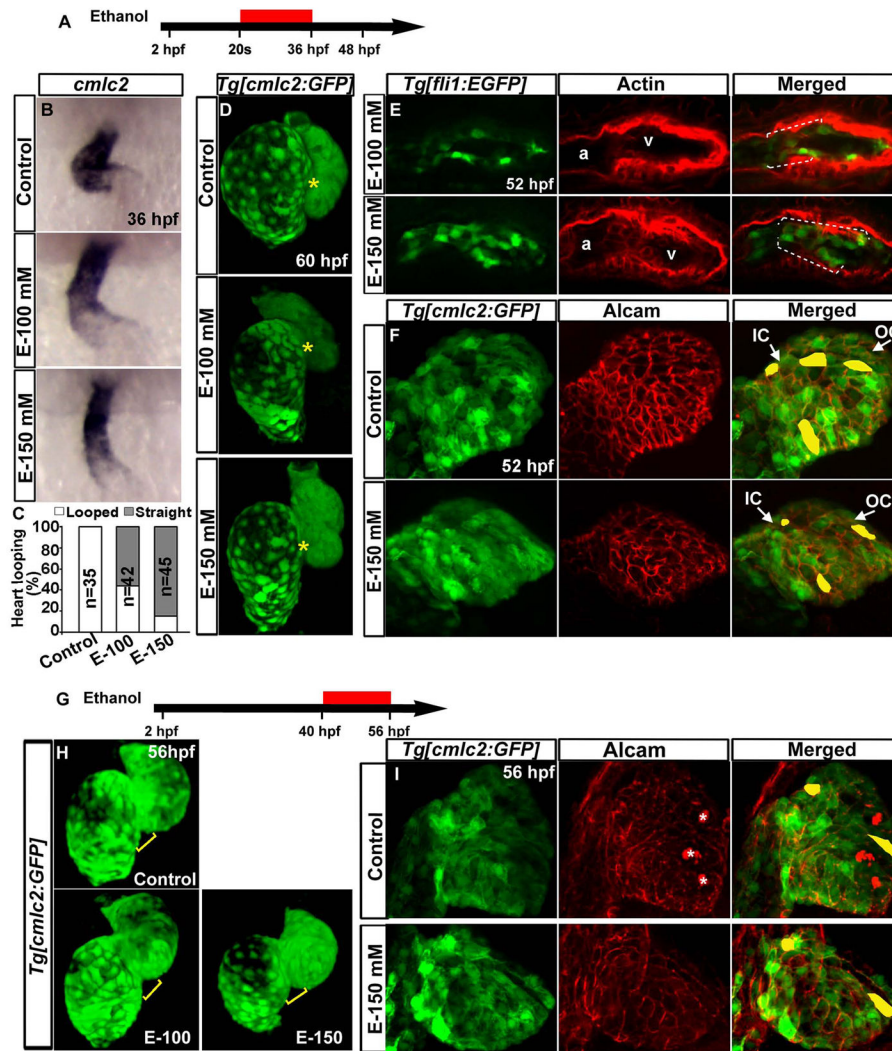 A Ethanol
2 hpf 20s 36 hpf 48 hpf
cmlc2
B
Control
36 hpf
E-100 mM
E-150 mM
C Looped Straight
Heart looping (%)
100
80
60
40
20
0
n=35
n=42
n=45
Control
E-100
E-150
Tg[cmlc2:GFP]
D
Control
60 hpf
*
E-100 mM
*
E-150 mM
*
Tg[fli1:EGFP] Actin Merged
E
E-100 mM
52 hpf
a v
E-150 mM
a v
Tg[cmlc2:GFP] Alcam Merged
F
Control
52 hpf
IC OC
E-150 mM
IC OC
G Ethanol
2 hpf 40 hpf 56 hpf
Tg[cmlc2:GFP]
H 56hpf
Control
E-100
E-150
Tg[cmlc2:GFP] Alcam Merged
I 56 hpf
Control
*
*
*
E-150 mM